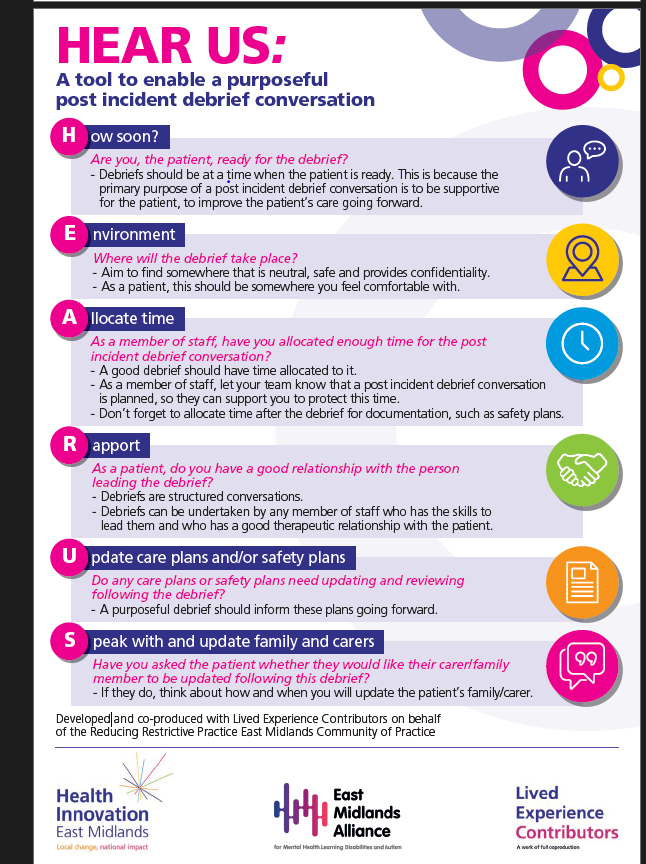 HEAR US:
A tool to enable a purposeful
post incident debrief conversation
How soon?
Are you, the patient, ready for the debrief?
- Debriefs should be at a time when the patient is ready. This is because the
primary purpose of a post incident debrief conversation is to be supportive
for the patient, to improve the patient's care going forward.
Environment
Where will the debrief take place?
- Aim to find somewhere that is neutral, safe and provides confidentiality.
- As a patient, this should be somewhere you feel comfortable with.
Allocate time
As a member of staff, have you allocated enough time for the post
incident debrief conversation?
- A good debrief should have time allocated to it.
- As a member of staff, let your team know that a post incident debrief conversation
is planned, so they can support you to protect this time.
- Don't forget to allocate time after the debrief for documentation, such as safety plans.
Rapport
As a patient, do you have a good relationship with the person
leading the debrief?
- Debriefs are structured conversations.
- Debriefs can be undertaken by any member of staff who has the skills to
lead them and who has a good therapeutic relationship with the patient.
Update care plans and/or safety plans
Do any care plans or safety plans need updating and reviewing
following the debrief?
- A purposeful debrief should inform these plans going forward.
Speak with and update family and carers
Have you asked the patient whether they would like their carer/family
member to be updated following this debrief?
- If they do, think about how and when you will update the patient's family/carer.
Developed and co-produced with Lived Experience Contributors on behalf
of the Reducing Restrictive Practice East Midlands Community of Practice
Health
Innovation
East Midlands
Local change, national impact
East
Midlands
Alliance
for Mental Health, Learning Disabilities and Autism
Lived
Experience
Contributors
A work of full coproduction